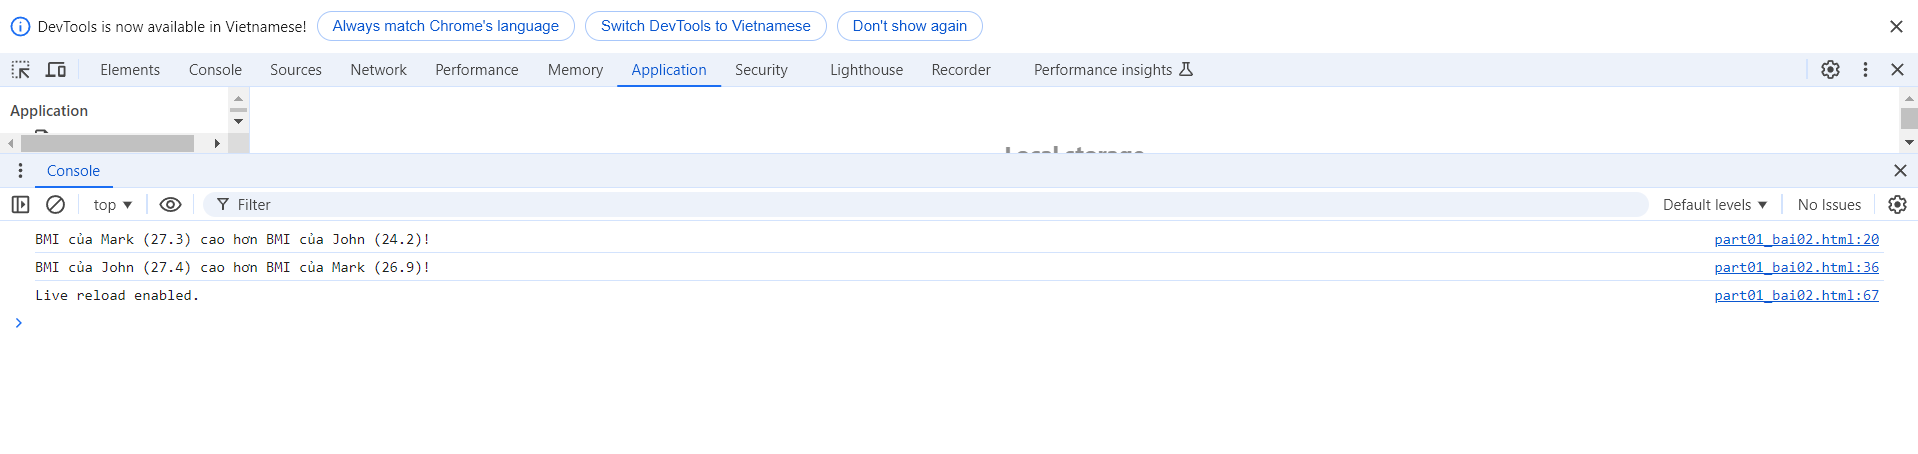 DevTools is now available in Vietnamese! Always match Chrome's language Switch DevTools to Vietnamese Don't show again
Elements Console Sources Network Performance Memory Application Security Lighthouse Recorder Performance insights
Application
Local storage
Console
top Filter Default levels No Issues
BMI của Mark (27.3) cao hơn BMI của John (24.2)! part01_bai02.html:20
BMI của John (27.4) cao hơn BMI của Mark (26.9)! part01_bai02.html:36
Live reload enabled. part01_bai02.html:67